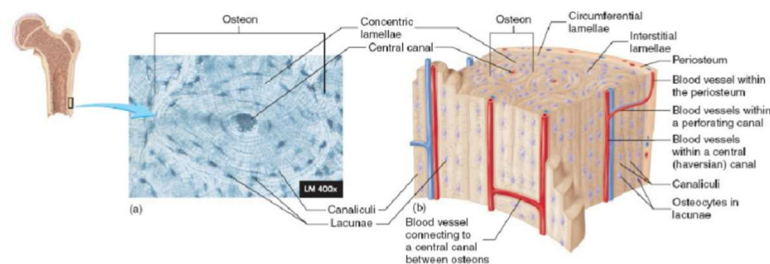 Osteon
Concentric
lamellae
Central canal
Osteon
Circumferential
lamellae
Interstitial
lamellae
Periosteum
Blood vessel within
the periosteum
Blood vessels within
a perforating canal
Blood vessels
within a central
(haversian) canal
Canaliculi
Osteocytes in
lacunae
LM 400x
(a)
Canaliculi
Lacunae
(b)
Blood vessel
connecting to
a central canal
between osteons